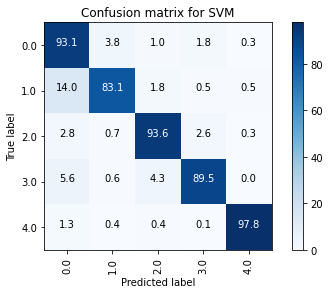 Confusion matrix for SVM
0.0 93.1 3.8 1.0 1.8 0.3
1.0 14.0 83.1 1.8 0.5 0.5
2.0 2.8 0.7 93.6 2.6 0.3
3.0 5.6 0.6 4.3 89.5 0.0
4.0 1.3 0.4 0.4 0.1 97.8
0.0 1.0 2.0 3.0 4.0
True label
Predicted label
80
60
40
20
0